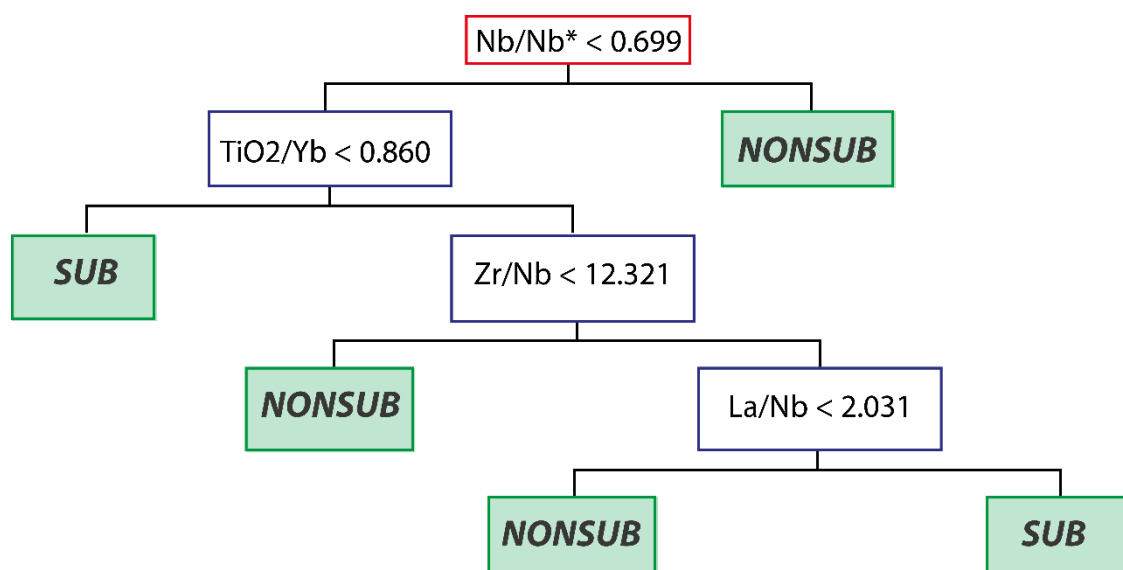 Nb/Nb* < 0.699
TiO2/Yb < 0.860
NONSUB
SUB
Zr/Nb < 12.321
NONSUB
La/Nb < 2.031
NONSUB
SUB